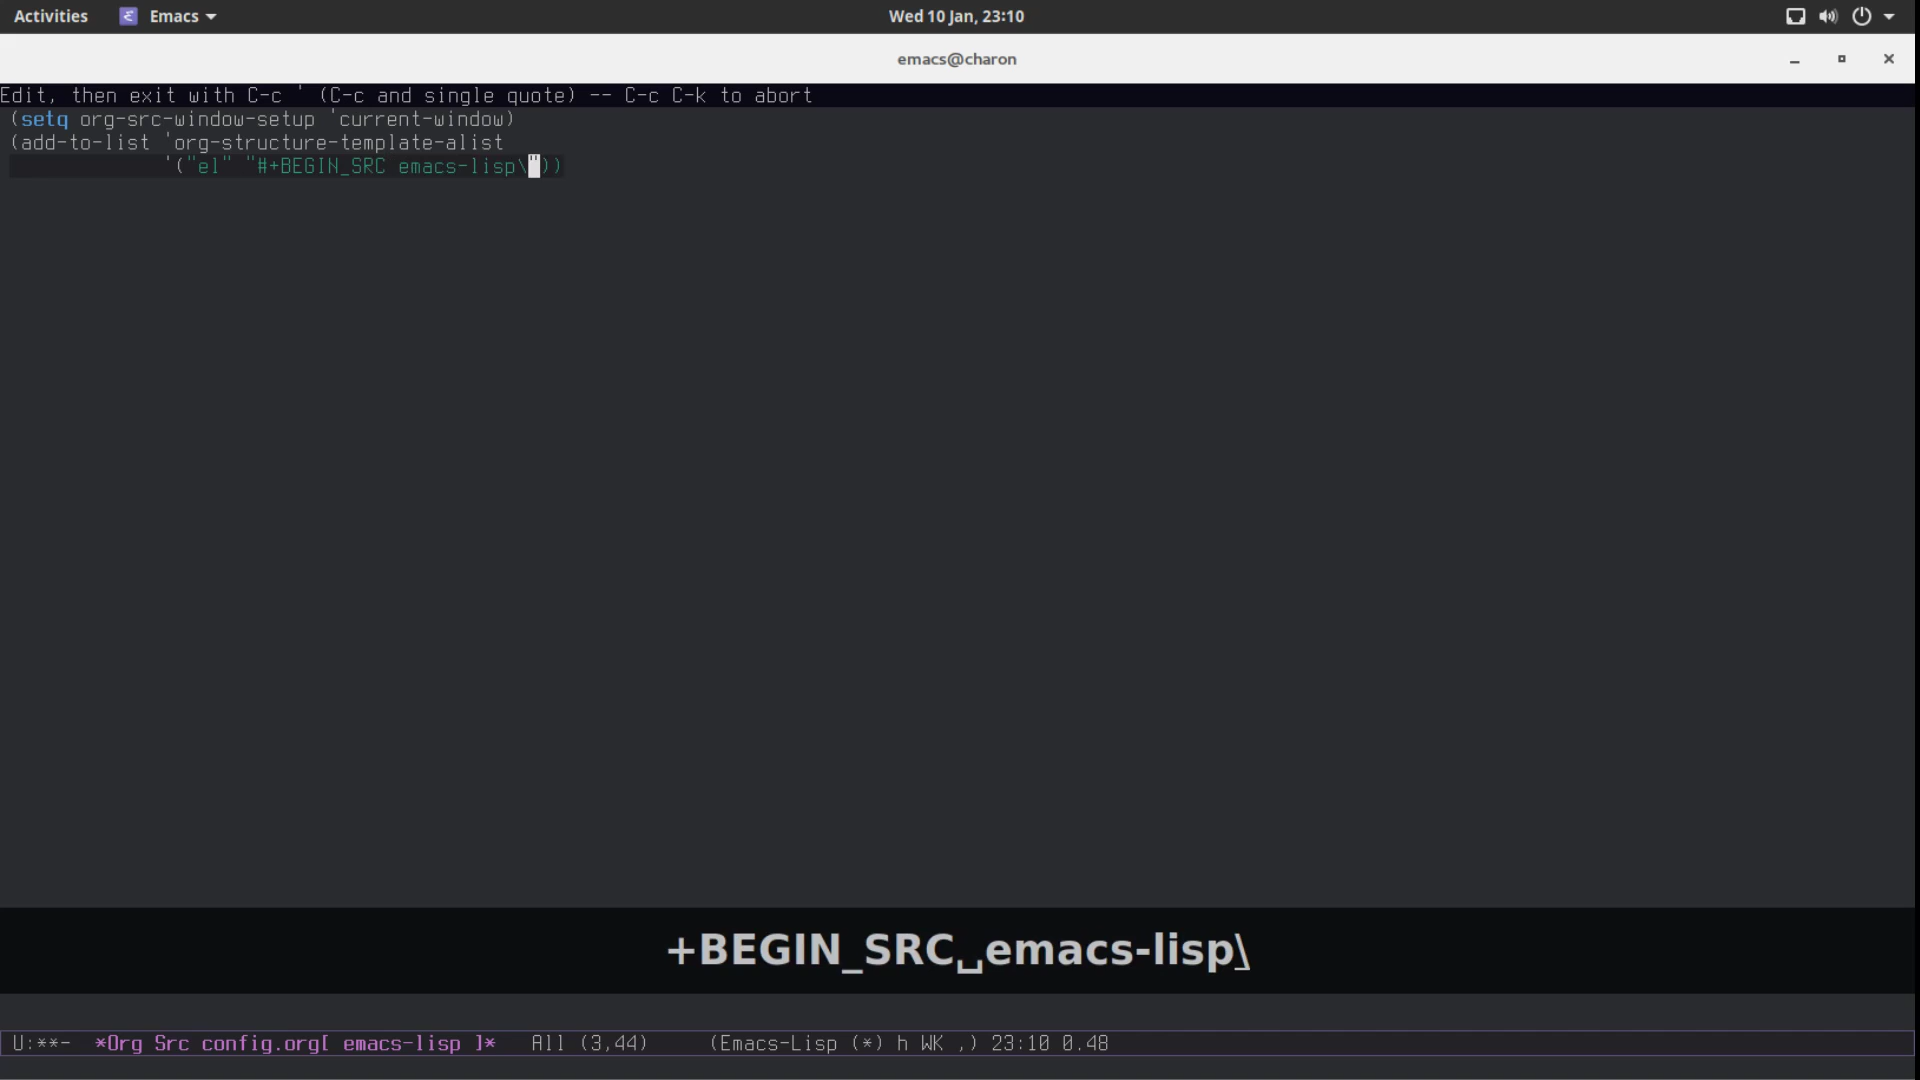 Activities Emacs Wed 10 Jan, 23:10
emacs@charon
Edit, then exit with C-c ' (C-c and single quote) -- C-c C-k to abort
(setq org-src-window-setup 'current-window)
(add-to-list 'org-structure-template-alist
'("el" "#+BEGIN_SRC emacs-lisp\"))
+BEGIN_SRC␣emacs-lisp\
U:**- *Org Src config.org[ emacs-lisp ]* All (3,44) (Emacs-Lisp (*) h WK ,) 23:10 0.48